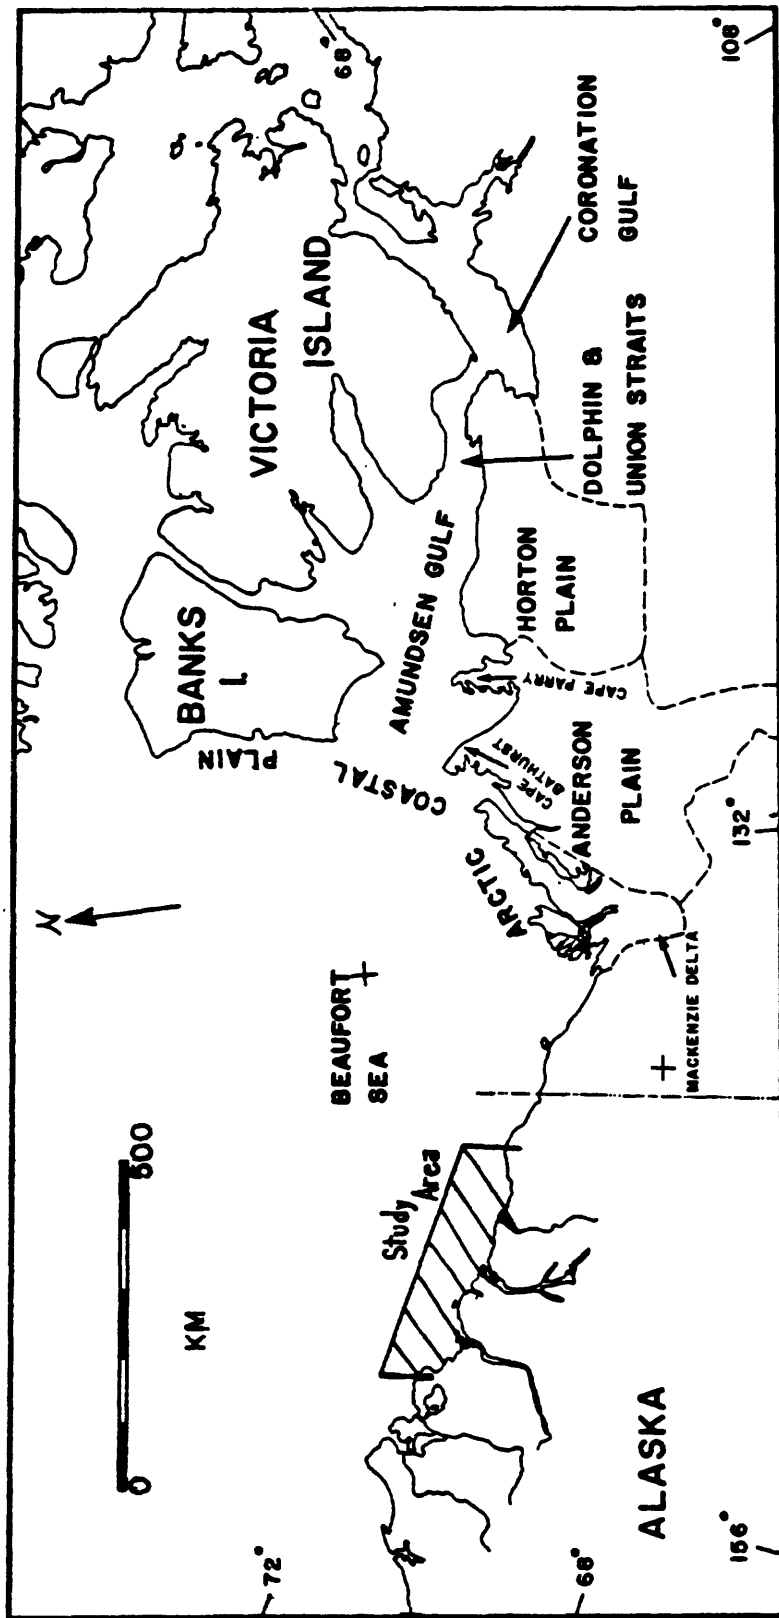 N
0 500
KM
72°
68°
156°
132°
108°
68°
BEAUFORT
SEA
Study Area
ALASKA
MACKENZIE DELTA
ARCTIC
COASTAL
PLAIN
BANKS
I.
VICTORIA
ISLAND
AMUNDSEN GULF
CAPE
BATHURST
CAPE PARRY
ANDERSON
PLAIN
HORTON
PLAIN
DOLPHIN &
UNION STRAITS
CORONATION
GULF